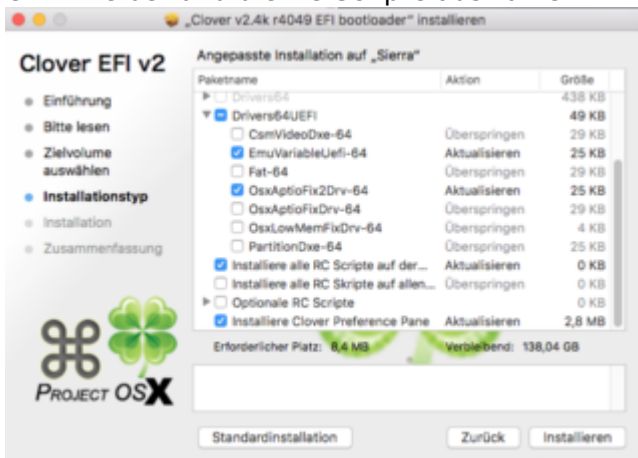 „Clover v2.4k r4049 EFI bootloader“ installieren
Clover EFI v2
Angepasste Installation auf „Sierra“
Paketname Aktion Größe
Drivers64 438 KB
Drivers64UEFI 49 KB
CsmVideoDxe-64 Überspringen 29 KB
EmuVariableUefi-64 Aktualisieren 25 KB
Fat-64 Überspringen 29 KB
OsxAptioFix2Drv-64 Aktualisieren 25 KB
OsxAptioFixDrv-64 Überspringen 29 KB
OsxLowMemFixDrv-64 Überspringen 4 KB
PartitionDxe-64 Überspringen 25 KB
Installiere alle RC Scripte auf der... Aktualisieren 0 KB
Installiere alle RC Skripte auf allen... Überspringen 0 KB
Optionale RC Scripte 0 KB
Installiere Clover Preference Pane Aktualisieren 2,8 MB
Einführung
Bitte lesen
Zielvolume
auswählen
Installationstyp
Installation
Zusammenfassung
Erforderlicher Platz: 8,4 MB Verbleibend: 138,04 GB
PROJECT OSX
Standardinstallation Zurück Installieren